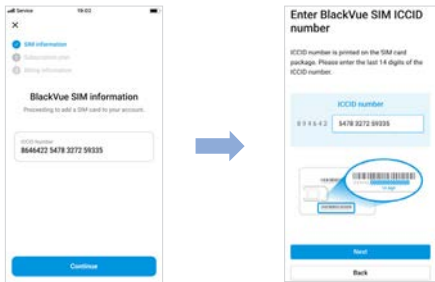 19:03
SIM information
Subscription plan
Billing information
BlackVue SIM information
Proceeding to add a SIM card to your account.
ICCID Number
8646422 5478 3272 59335
Continue
Enter BlackVue SIM ICCID
number
ICCID number is printed on the SIM card
package. Please enter the last 14 digits of the
ICCID number.
ICCID number
5478 3272 59335
Next
Back